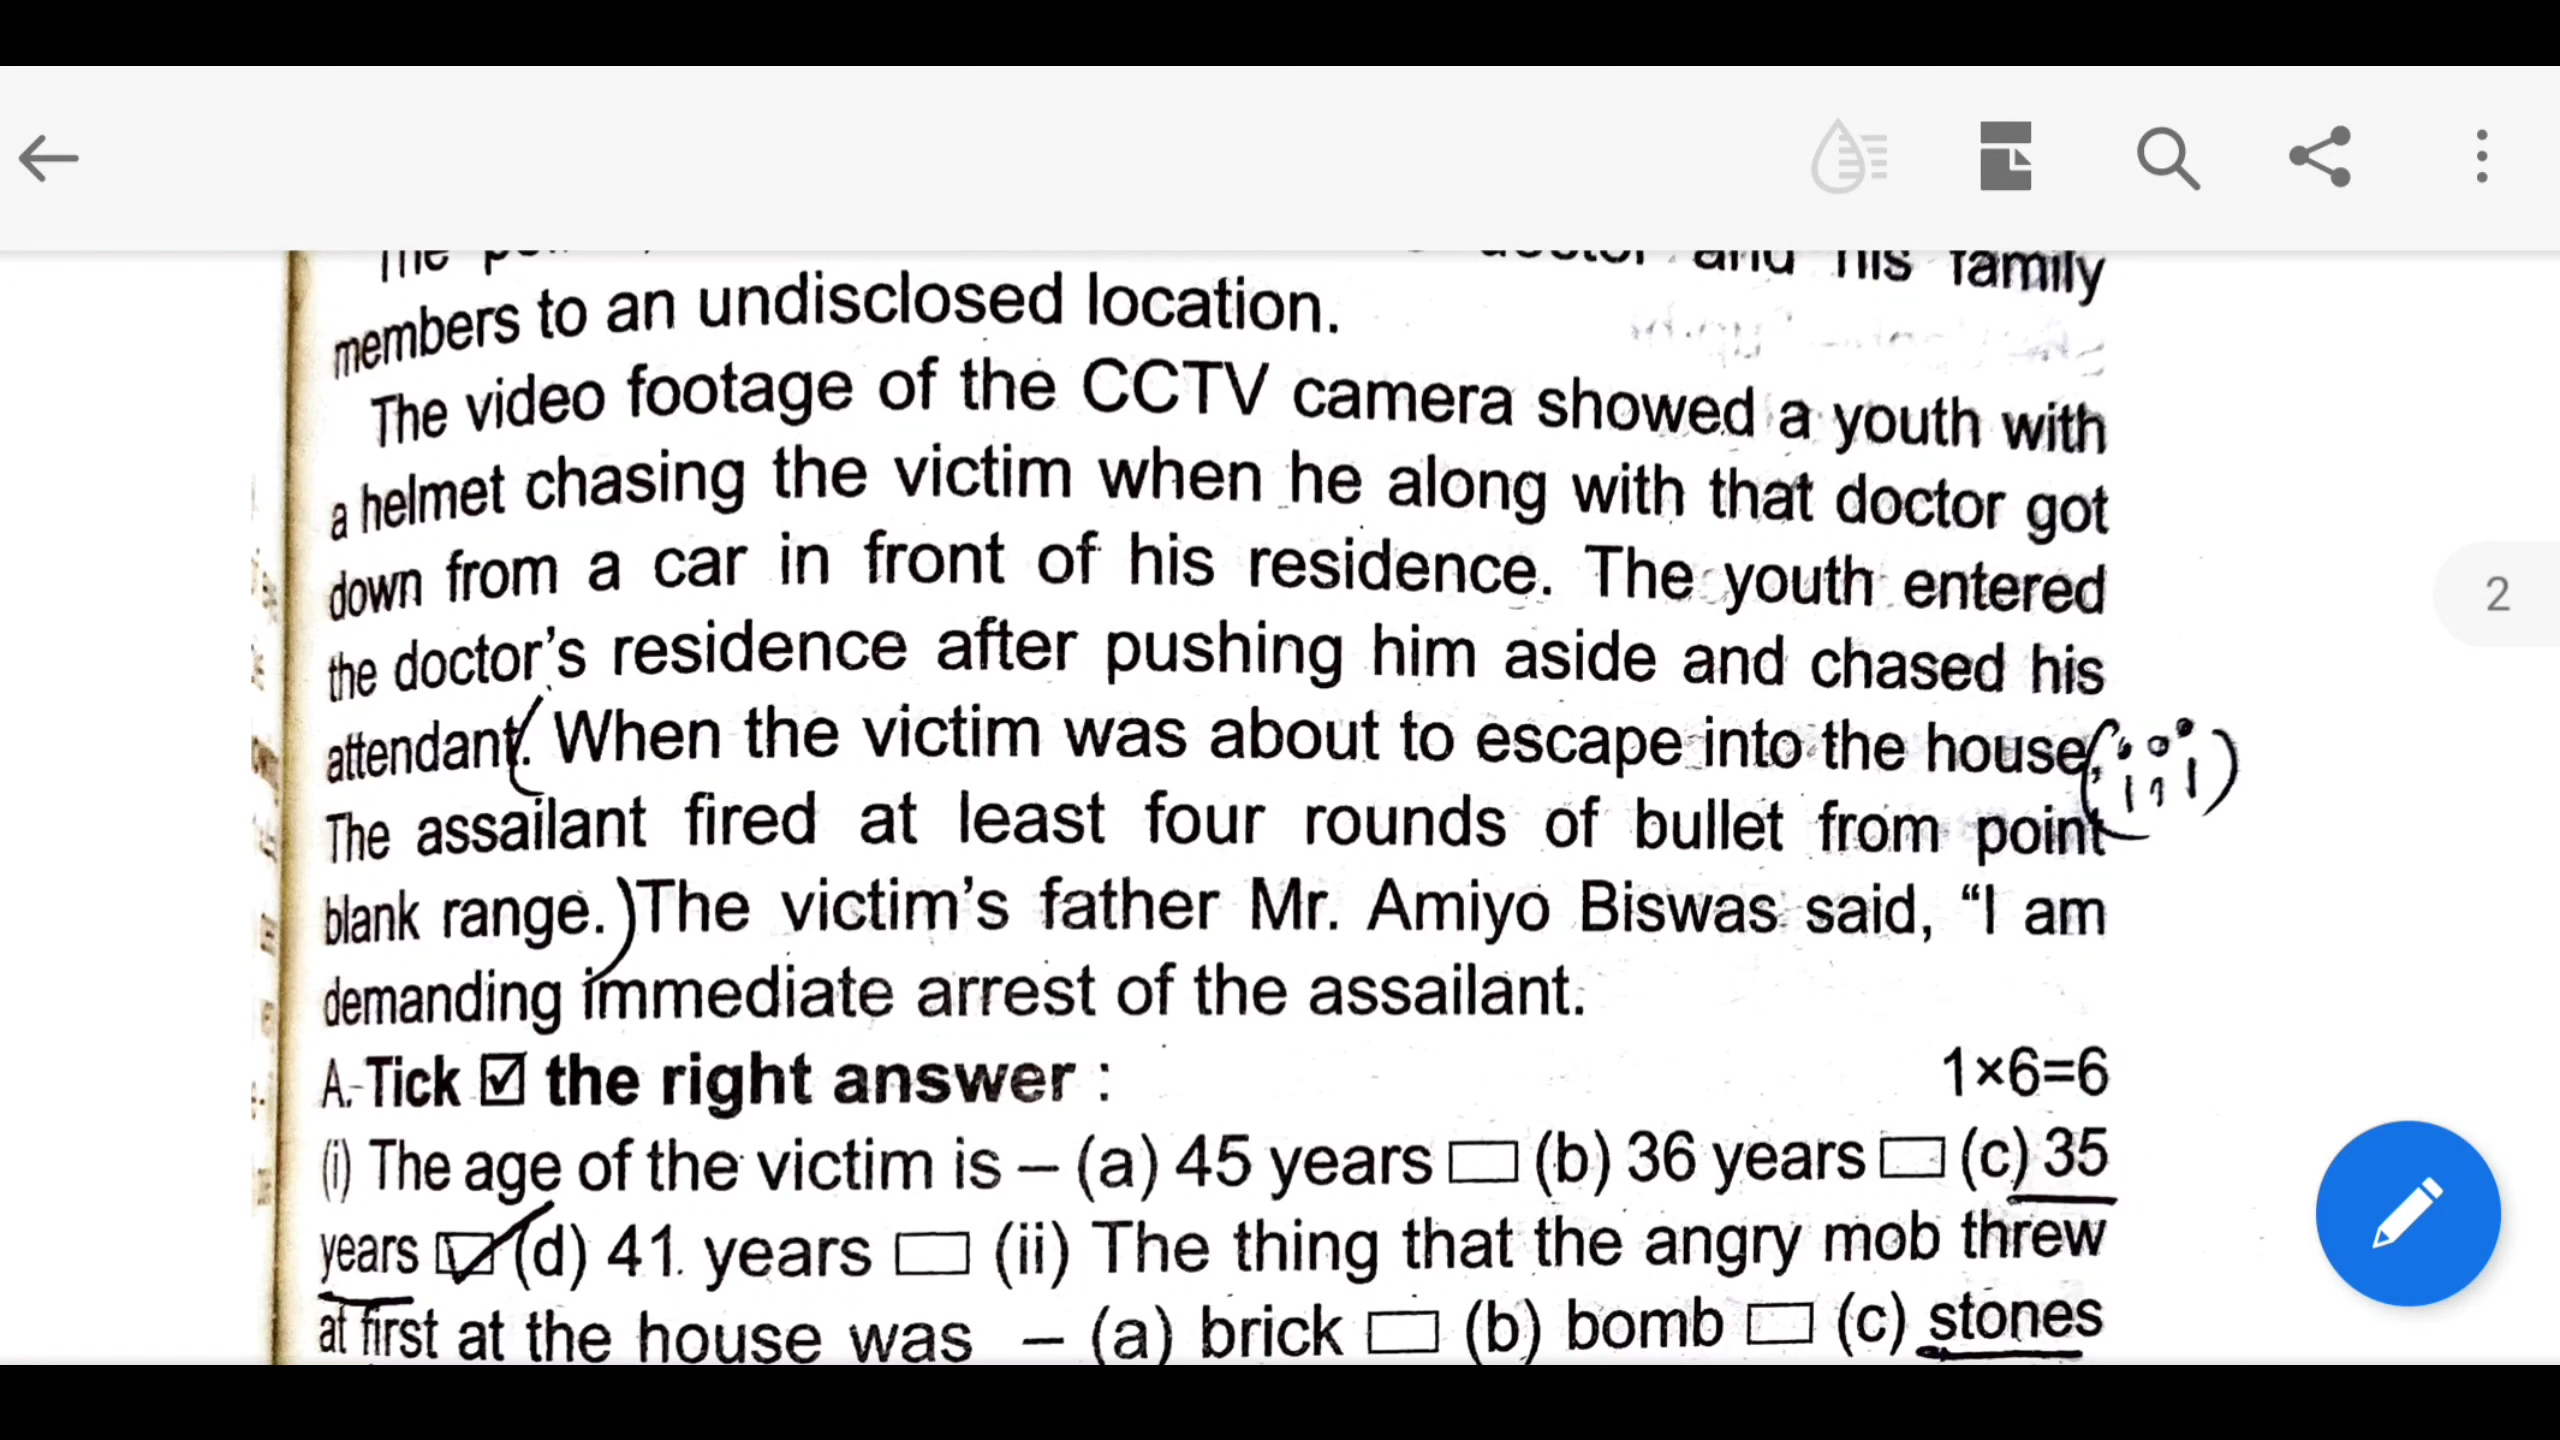 The
and his family
members to an undisclosed location.
The video footage of the CCTV camera showed a youth with
a helmet chasing the victim when he along with that doctor got
down from a car in front of his residence. The youth entered
the doctor's residence after pushing him aside and chased his
attendant. When the victim was about to escape into the house,
The assailant fired at least four rounds of bullet from point
blank range. The victim's father Mr. Amiyo Biswas said, “I am
demanding immediate arrest of the assailant.
A. Tick ☑ the right answer : 1×6=6
(i) The age of the victim is – (a) 45 years ☐ (b) 36 years ☐ (c) 35
years ☑ (d) 41 years ☐ (ii) The thing that the angry mob threw
at first at the house was – (a) brick ☐ (b) bomb ☐ (c) stones
2